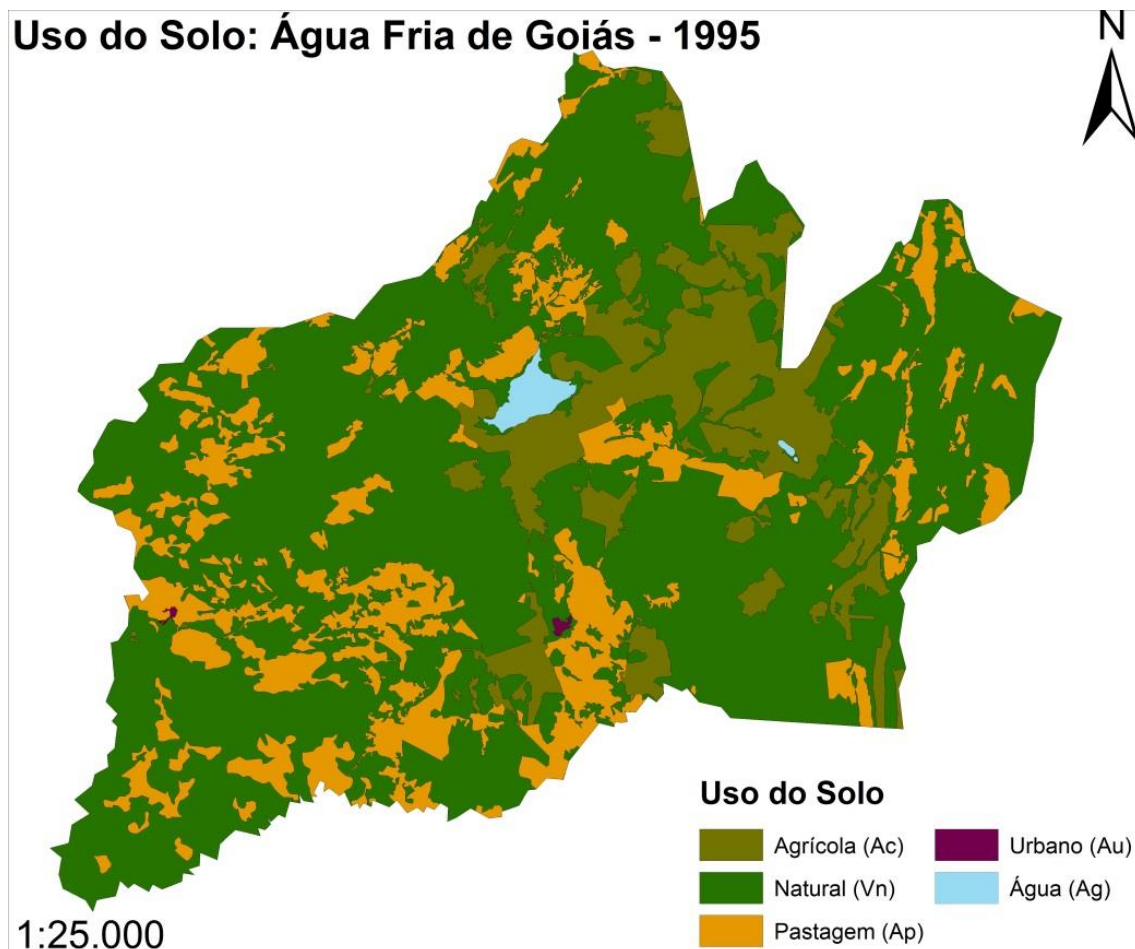 Uso do Solo: Água Fria de Goiás - 1995
N
Uso do Solo
Agrícola (Ac)
Urbano (Au)
Natural (Vn)
Água (Ag)
Pastagem (Ap)
1:25.000